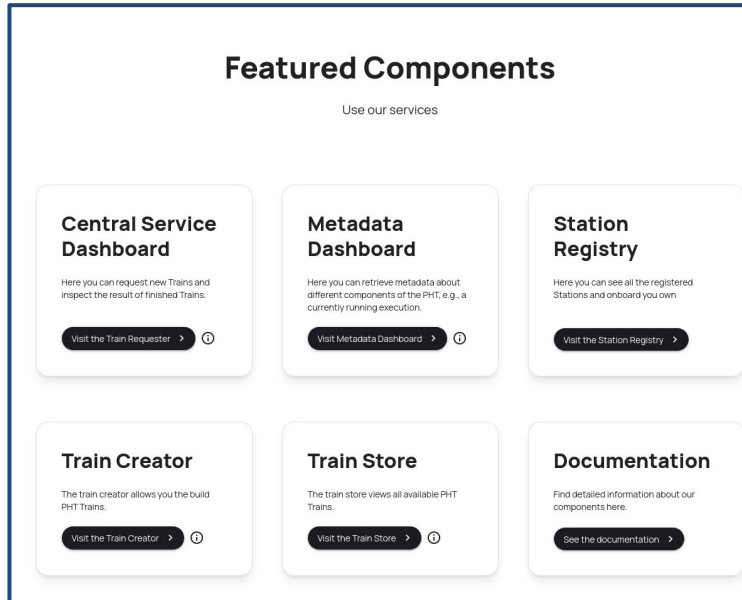 Featured Components
Use our services
Central Service
Dashboard
Here you can request new Trains and
inspect the result of finished Trains.
Visit the Train Requester
Metadata
Dashboard
Here you can retrieve metadata about
different components of the PHT, e.g., a
currently running execution.
Visit Metadata Dashboard
Station
Registry
Here you can see all the registered
Stations and onboard you own
Visit the Station Registry
Train Creator
The train creator allows you the build
PHT Trains.
Visit the Train Creator
Train Store
The train store views all available PHT
Trains.
Visit the Train Store
Documentation
Find detailed information about our
components here.
See the documentation